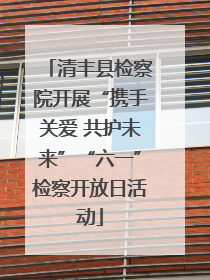 「清丰县检察
院开展“携手
关爱 共护未
来”“六一”
检察开放日活
动」